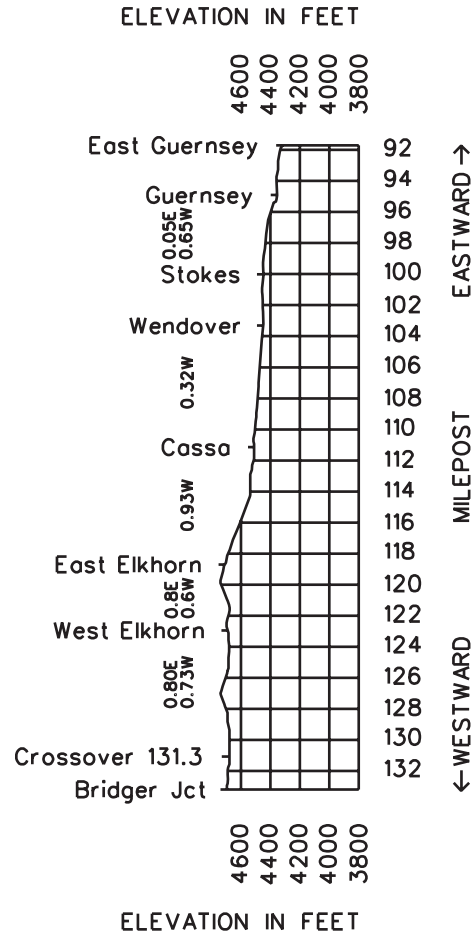 ELEVATION IN FEET
4600 4400 4200 4000 3800
East Guernsey 92
94
Guernsey
96
0.05E
0.65W
98
Stokes 100
102
Wendover 104
106
0.32W
108
110
Cassa
112
0.93W
114
116
118
East Elkhorn
120
0.8E
0.6W
122
West Elkhorn
124
0.80E
0.73W
126
128
130
Crossover 131.3
132
Bridger Jct
EASTWARD →
MILEPOST
←WESTWARD
4600 4400 4200 4000 3800
ELEVATION IN FEET